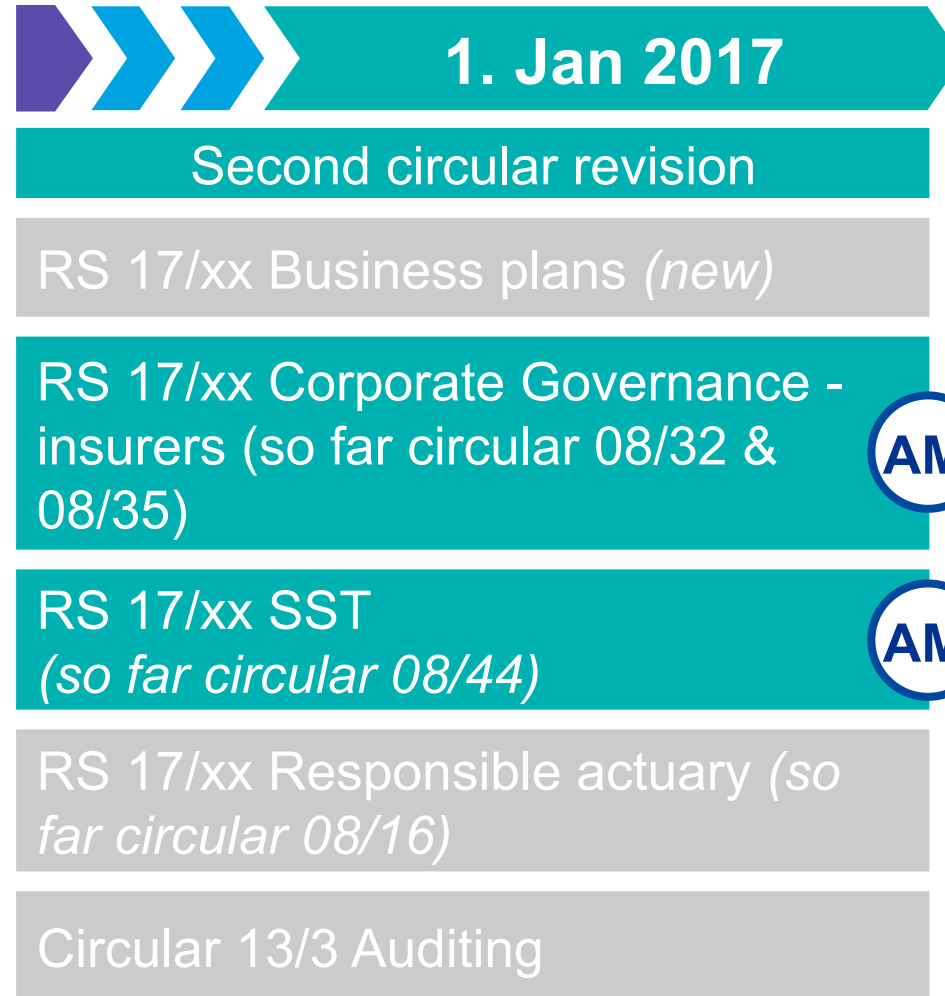 1. Jan 2017
Second circular revision
RS 17/xx Business plans (new)
RS 17/xx Corporate Governance -
insurers (so far circular 08/32 &
08/35)
AM
RS 17/xx SST
(so far circular 08/44)
AM
RS 17/xx Responsible actuary (so
far circular 08/16)
Circular 13/3 Auditing